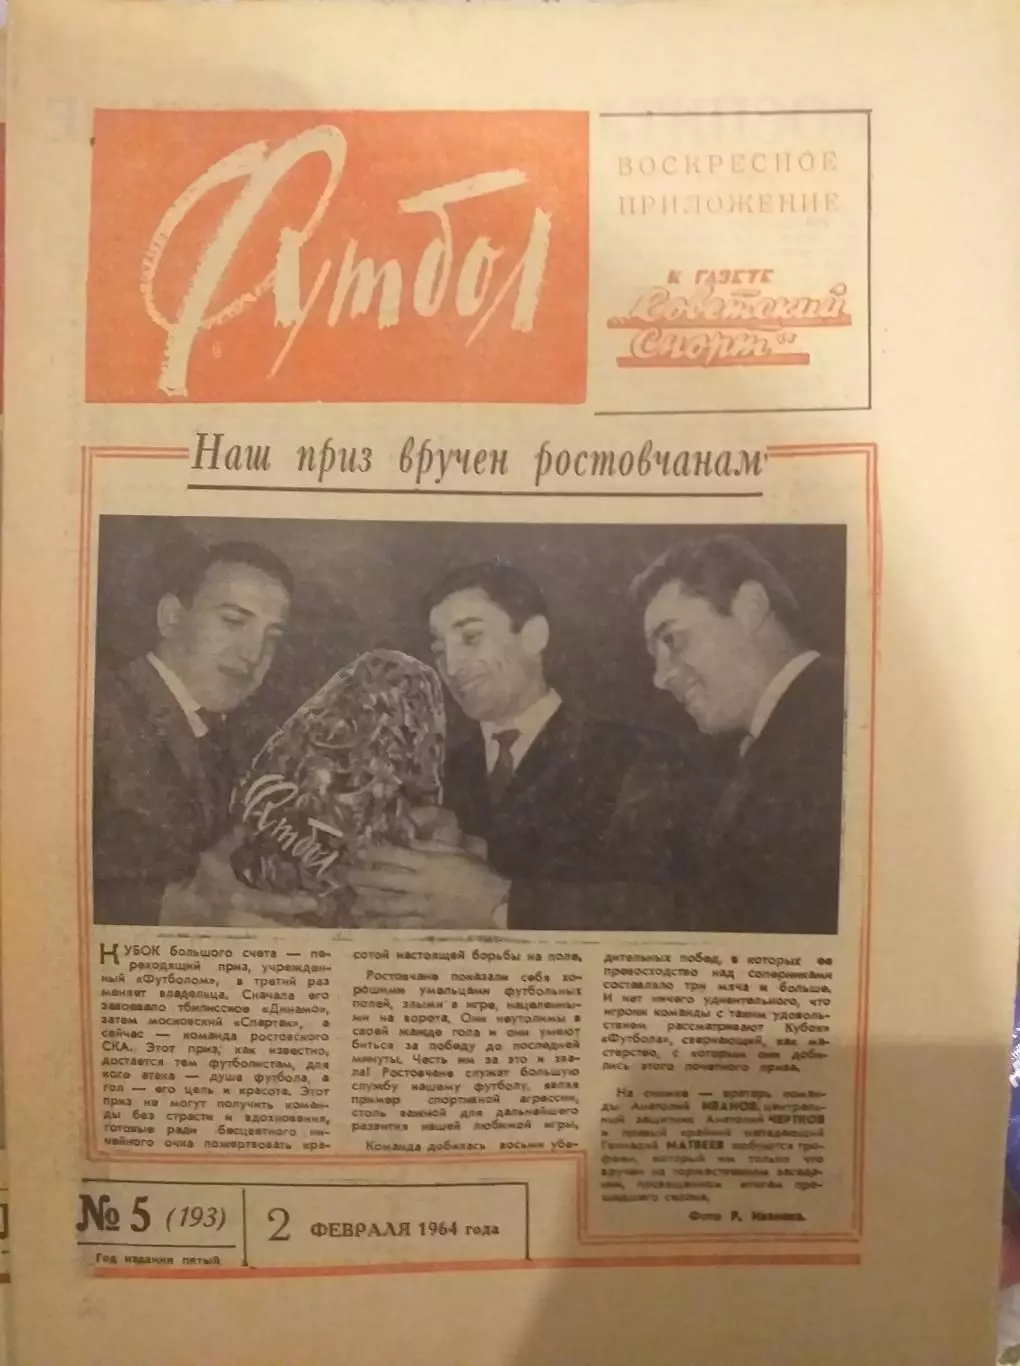 Футбол
ВОСКРЕСНОЕ
ПРИЛОЖЕНИЕ
К ГАЗЕТЕ
„Советский
Спорт"
Наш приз вручен ростовчанам
Футбол
КУБОК большого счета — пе-
реходящий приз, учрежден-
ный «Футболом», в третий раз
меняет владельца. Сначала его
завоевало тбилисское «Динамо»,
затем московский «Спартак», а
сейчас — команда ростовского
СКА. Этот приз, как известно,
достается тем футболистам, для
кого атака — душа футбола, а
гол — его цель и красота. Этот
приз не могут получить коман-
ды без страсти и вдохновения,
готовые ради бесцветного ни-
чейного очка пожертвовать кра-
сотой настоящей борьбы на поле.
Ростовчане показали себя хо-
рошими умельцами футбольных
полей, злыми в игре, нацеленны-
ми на ворота. Они неутолимы в
своей жажде гола и они умеют
биться за победу до последней
минуты. Честь им за это и хва-
ла! Ростовчане служат большую
службу нашему футболу, являя
пример спортивной агрессии,
столь важной для дальнейшего
развития нашей любимой игры.
Команда добилась восьми убе-
дительных побед, в которых ее
превосходство над соперниками
составляло три мяча и больше.
И нет ничего удивительного, что
игроки команды с таким удоволь-
ствием рассматривают Кубок
«Футбола», сверкающий, как ма-
стерство, с которым они доби-
лись этого почетного приза.
На снимке — вратарь коман-
ды Анатолий ИВАНОВ, централь-
ный защитник Анатолий ЧЕРТКОВ
и правый крайний нападающий
Геннадий МАТВЕЕВ любуются тро-
феем, который им только что
вручен на торжественном заседа-
нии, посвященном итогам про-
шедшего сезона.
Фото Р. Иванова.
№ 5 (193)
Год издания пятый
2 ФЕВРАЛЯ 1964 года